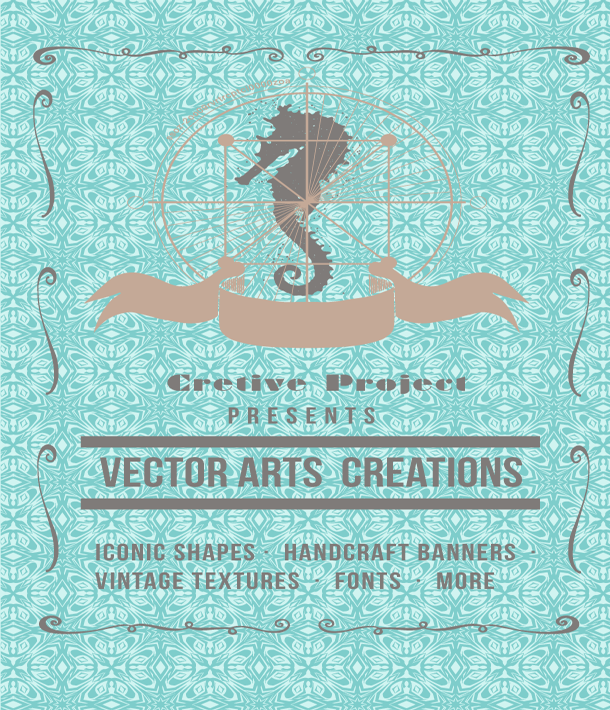 Cretive Project
PRESENTS
VECTOR ARTS CREATIONS
ICONIC SHAPES · HANDCRAFT BANNERS ·
VINTAGE TEXTURES · FONTS · MORE